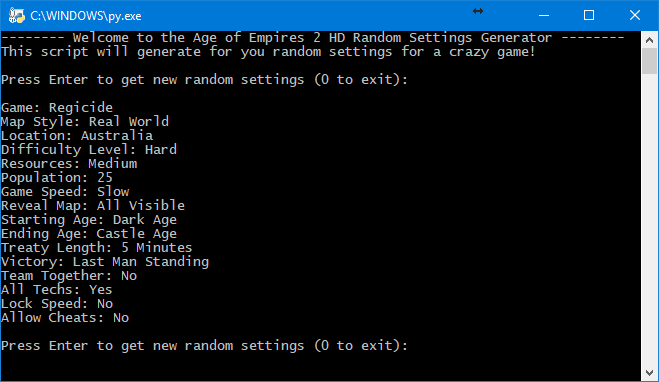 C:\WINDOWS\py.exe
-------- Welcome to the Age of Empires 2 HD Random Settings Generator --------
This script will generate for you random settings for a crazy game!
Press Enter to get new random settings (0 to exit):
Game: Regicide
Map Style: Real World
Location: Australia
Difficulty Level: Hard
Resources: Medium
Population: 25
Game Speed: Slow
Reveal Map: All Visible
Starting Age: Dark Age
Ending Age: Castle Age
Treaty Length: 5 Minutes
Victory: Last Man Standing
Team Together: No
All Techs: Yes
Lock Speed: No
Allow Cheats: No
Press Enter to get new random settings (0 to exit):